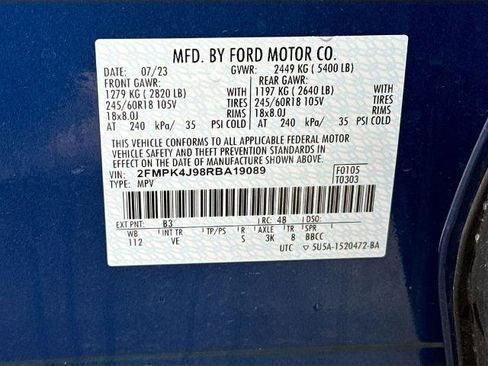 MFD. BY FORD MOTOR CO.
DATE: 07/23 GVWR: 2449 KG ( 5400 LB)
FRONT GAWR: REAR GAWR:
1279 KG ( 2820 LB) WITH 1197 KG ( 2640 LB) WITH
245/60R18 105V TIRES 245/60R18 105V TIRES
18x8.0J RIMS 18x8.0J RIMS
AT 240 kPa/ 35 PSI COLD AT 240 kPa/ 35 PSI COLD
THIS VEHICLE CONFORMS TO ALL APPLICABLE FEDERAL MOTOR
VEHICLE SAFETY AND THEFT PREVENTION STANDARDS IN EFFECT
ON THE DATE OF MANUFACTURE SHOWN ABOVE.
VIN: 2FMPK4J98RBA19089 F0105
TYPE: MPV T0303
EXT PNT: B3 RC: 48 DSO:
WB INT TR TP/PS R AXLE TR SPR
112 VE S 3K 8 BBCC
UTC 5U5A-1520472-BA